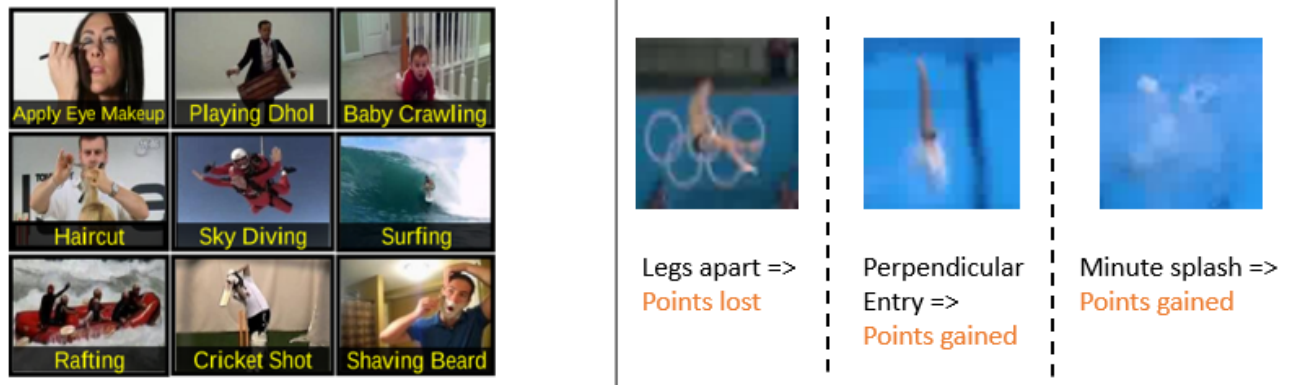 Apply Eye Makeup
Playing Dhol
Baby Crawling
Haircut
Sky Diving
Surfing
Rafting
Cricket Shot
Shaving Beard
Legs apart =>
Points lost
Perpendicular
Entry =>
Points gained
Minute splash =>
Points gained